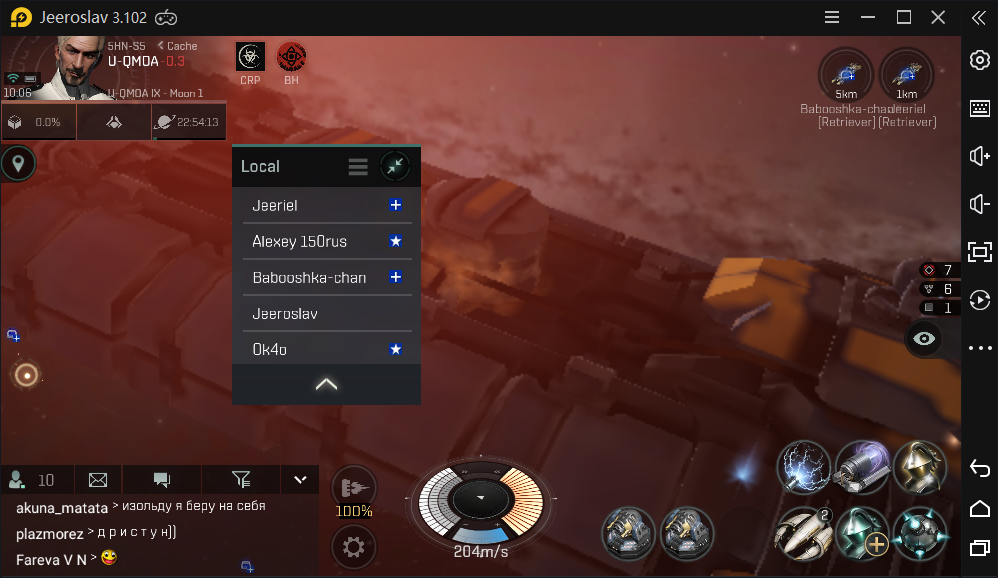 Jeeroslav 3.102
5HN-S5 < Cache
U-QMOA -0.3
10:06
U-QMOA IX - Moon 1
CRP
BH
0.0%
22:54:13
5km
1km
Babooshka-chan
Jeeriel
[Retriever]
[Retriever]
Local
Jeeriel
Alexey 150rus
Babooshka-chan
Jeeroslav
Ok4o
7
6
1
10
akuna_matata > изольду я беру на себя
plazmorez > д р и с т у н))
Fareva V N >
100%
204m/s
2